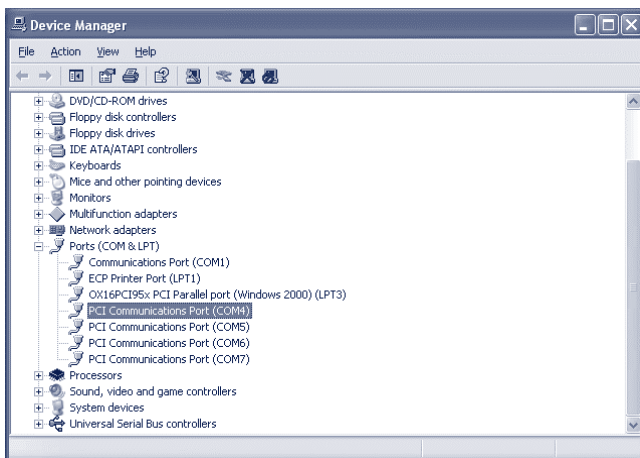 Device Manager
File Action View Help
DVD/CD-ROM drives
Floppy disk controllers
Floppy disk drives
IDE ATA/ATAPI controllers
Keyboards
Mice and other pointing devices
Monitors
Multifunction adapters
Network adapters
Ports (COM & LPT)
Communications Port (COM1)
ECP Printer Port (LPT1)
OX16PCI95x PCI Parallel port (Windows 2000) (LPT3)
PCI Communications Port (COM4)
PCI Communications Port (COM5)
PCI Communications Port (COM6)
PCI Communications Port (COM7)
Processors
Sound, video and game controllers
System devices
Universal Serial Bus controllers